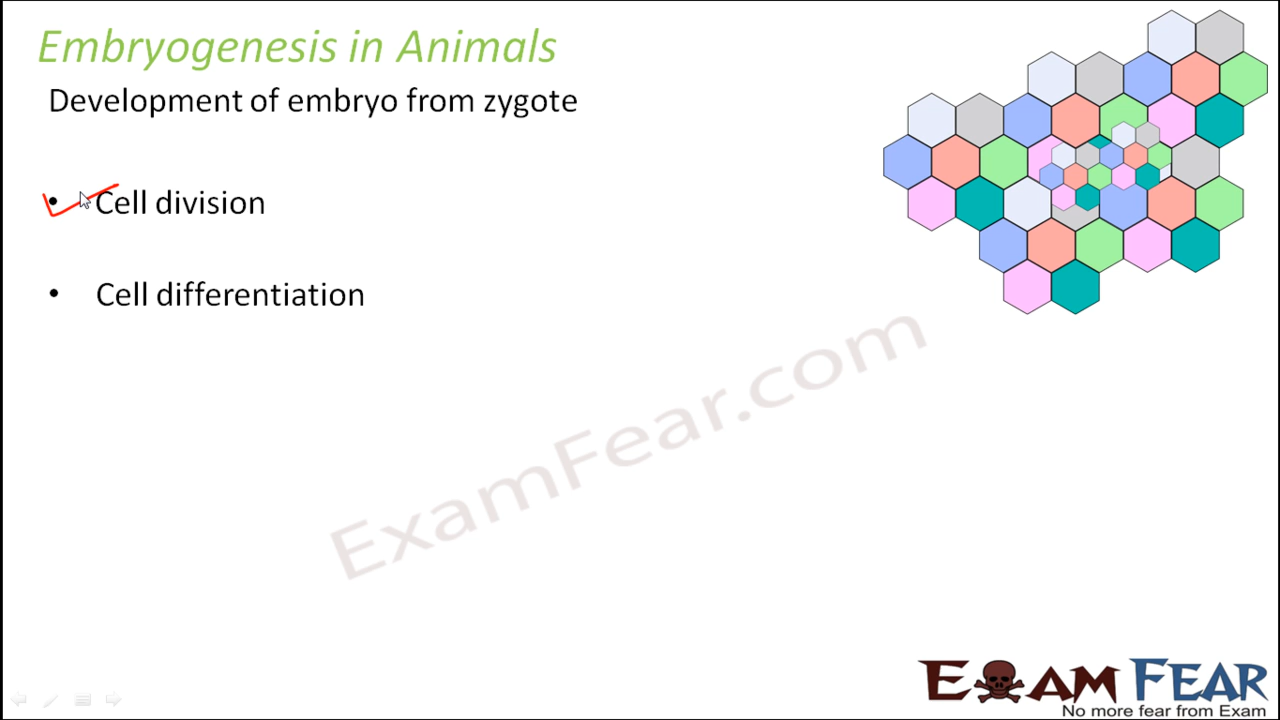 Embryogenesis in Animals
Development of embryo from zygote
• Cell division
• Cell differentiation
ExamFear.com
EXAM FEAR
No more fear from Exam